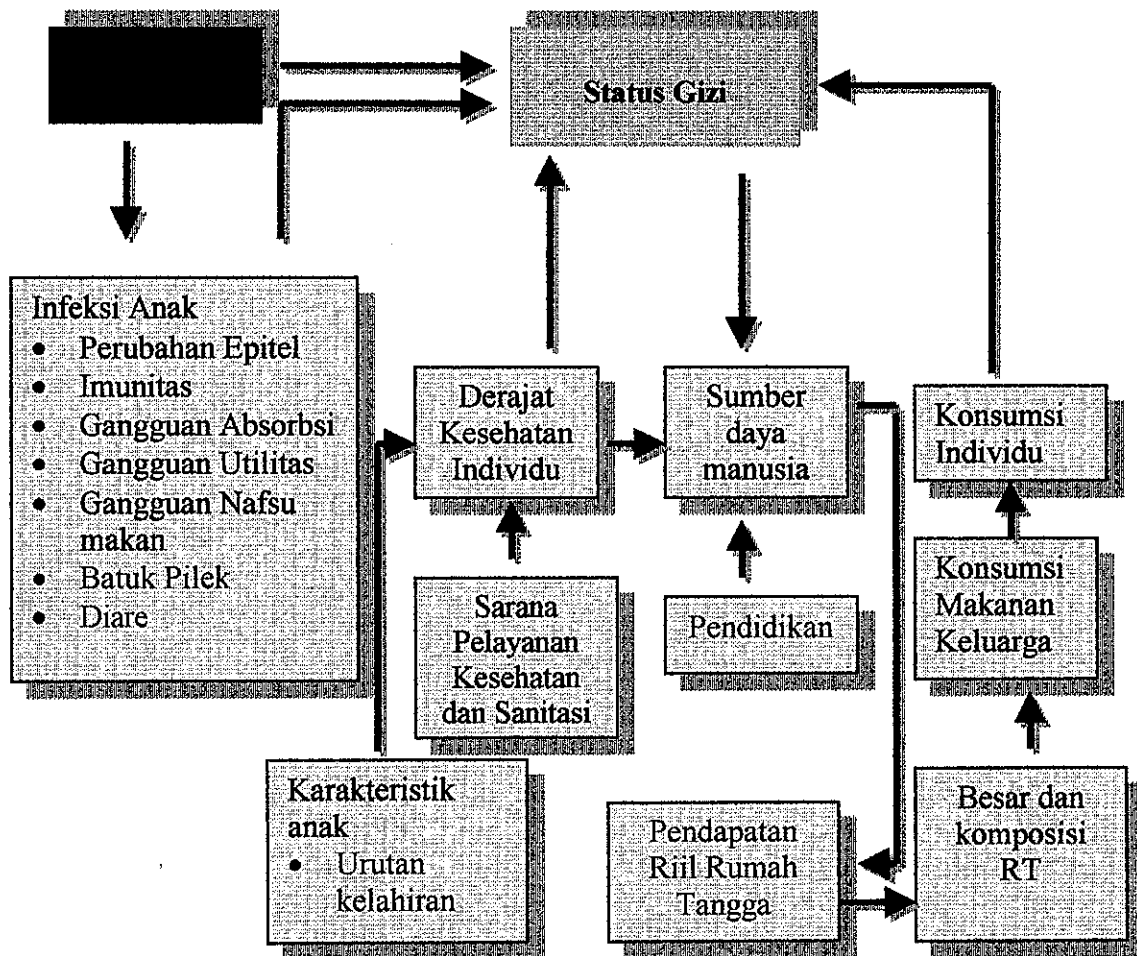 Status Gizi
Infeksi Anak
• Perubahan Epitel
• Imunitas
• Gangguan Absorbsi
• Gangguan Utilitas
• Gangguan Nafsu
makan
• Batuk Pilek
• Diare
Derajat
Kesehatan
Individu
Sumber
daya
manusia
Konsumsi
Individu
Sarana
Pelayanan
Kesehatan
dan Sanitasi
Pendidikan
Konsumsi
Makanan
Keluarga
Karakteristik
anak
• Urutan
kelahiran
Pendapatan
Riil Rumah
Tangga
Besar dan
komposisi
RT